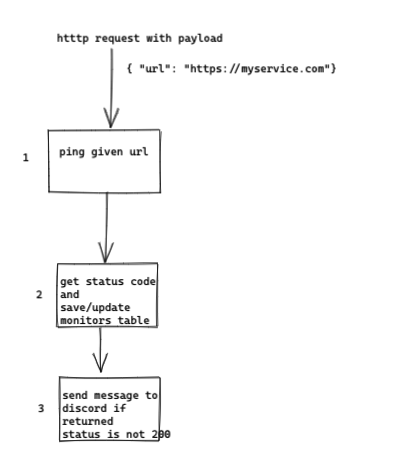 htttp request with payload
{ "url": "https://myservice.com"}
1
ping given url
2
get status code
and
save/update
monitors table
3
send message to
discord if
returned
status is not 200